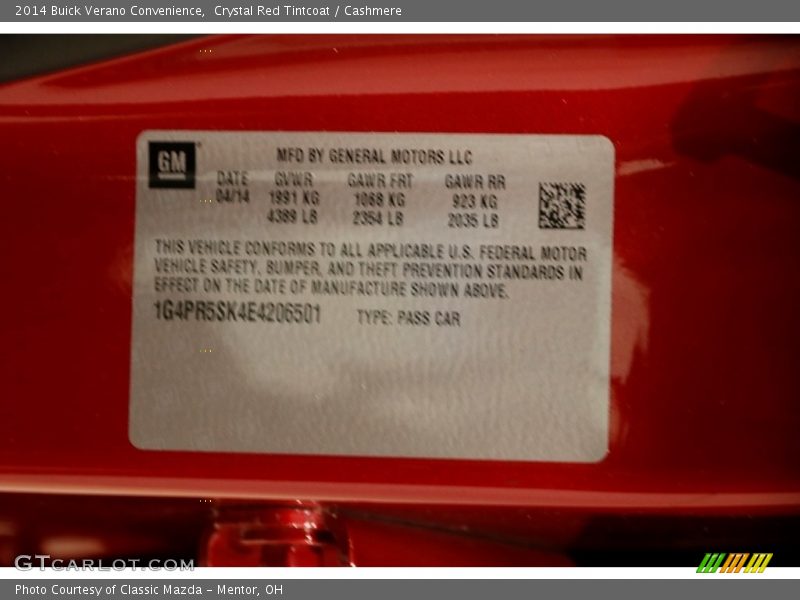 2014 Buick Verano Convenience,  Crystal Red Tintcoat / Cashmere
GM
MFD BY GENERAL MOTORS LLC
DATE GVWR GAWR FRT GAWR RR
04/14 1991 KG 1068 KG 923 KG
4389 LB 2354 LB 2035 LB
THIS VEHICLE CONFORMS TO ALL APPLICABLE U.S. FEDERAL MOTOR
VEHICLE SAFETY, BUMPER, AND THEFT PREVENTION STANDARDS IN
EFFECT ON THE DATE OF MANUFACTURE SHOWN ABOVE.
1G4PR5SK4E4206501 TYPE: PASS CAR
GTCARLOT.COM
Photo Courtesy of Classic Mazda - Mentor, OH